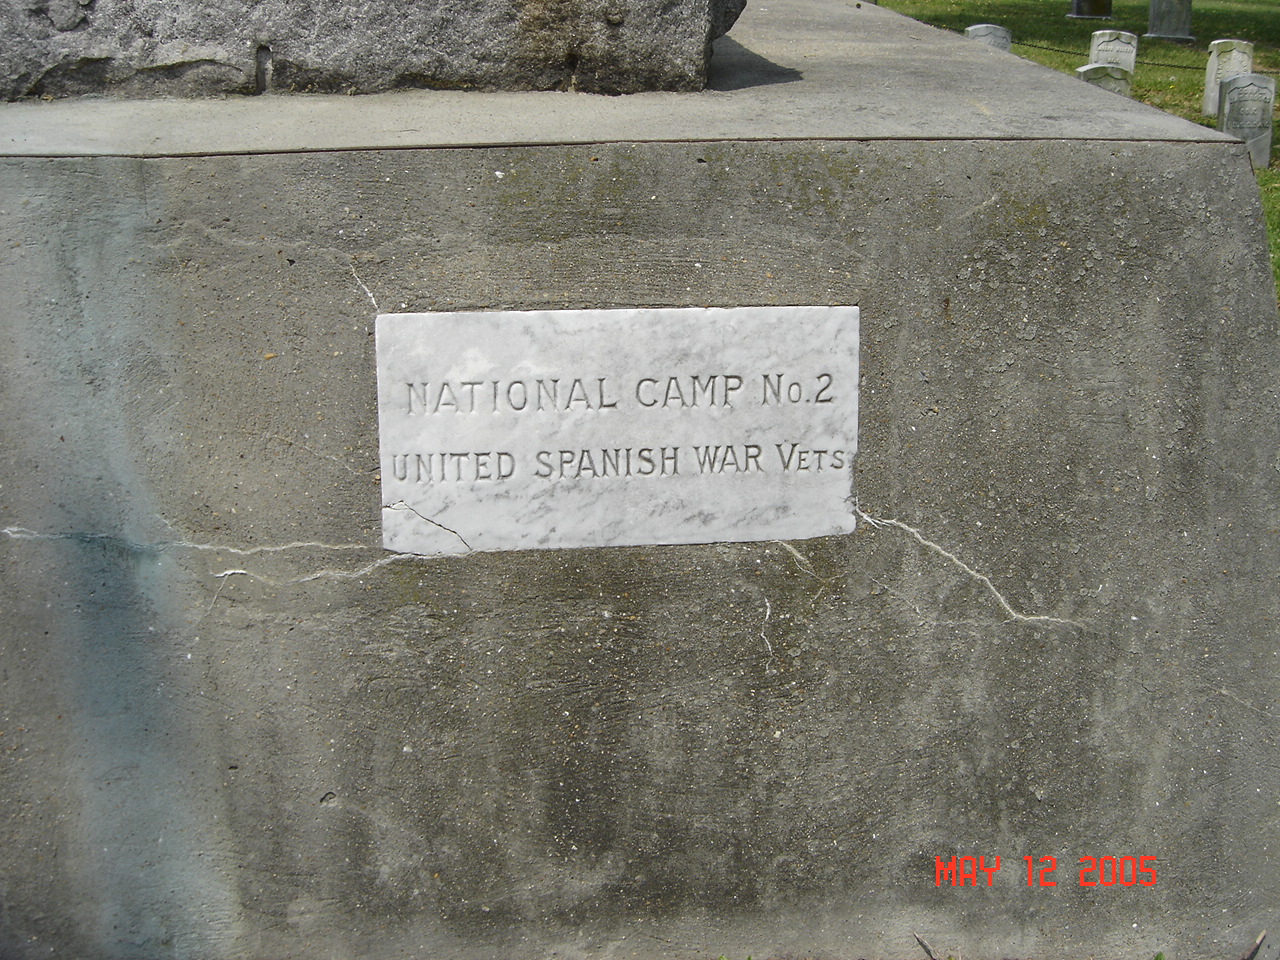 NATIONAL CAMP No. 2
UNITED SPANISH WAR VETS
MAY 12 2005